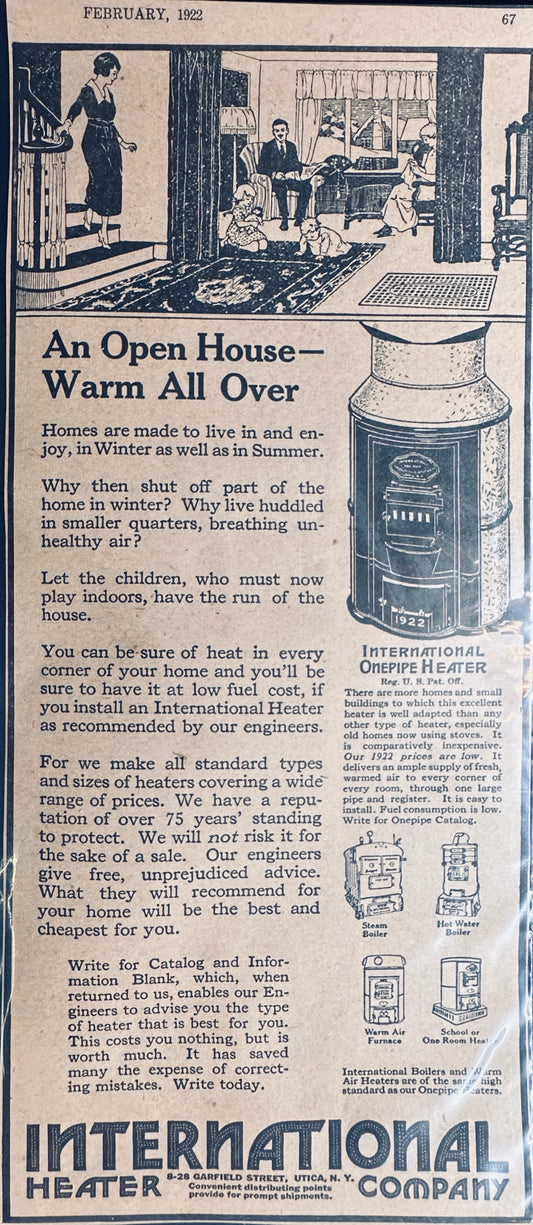 FEBRUARY, 1922
67
An Open House—
Warm All Over
Homes are made to live in and en-
joy, in Winter as well as in Summer.
Why then shut off part of the
home in winter? Why live huddled
in smaller quarters, breathing un-
healthy air?
Let the children, who must now
play indoors, have the run of the
house.
You can be sure of heat in every
corner of your home and you'll be
sure to have it at low fuel cost, if
you install an International Heater
as recommended by our engineers.
For we make all standard types
and sizes of heaters covering a wide
range of prices. We have a repu-
tation of over 75 years' standing
to protect. We will not risk it for
the sake of a sale. Our engineers
give free, unprejudiced advice.
What they will recommend for
your home will be the best and
cheapest for you.
Write for Catalog and Infor-
mation Blank, which, when
returned to us, enables our En-
gineers to advise you the type
of heater that is best for you.
This costs you nothing, but is
worth much. It has saved
many the expense of correct-
ing mistakes. Write today.
1922
INTERNATIONAL
ONEPIPE HEATER
Reg. U. S. Pat. Off.
There are more homes and small
buildings to which this excellent
heater is well adapted than any
other type of heater, especially
old homes now using stoves. It
is comparatively inexpensive.
Our 1922 prices are low. It
delivers an ample supply of fresh,
warmed air to every corner of
every room, through one large
pipe and register. It is easy to
install. Fuel consumption is low.
Write for Onepipe Catalog.
Steam
Boiler
Hot Water
Boiler
Warm Air
Furnace
School or
One Room Heater
International Boilers and Warm
Air Heaters are of the same high
standard as our Onepipe Heaters.
INTERNATIONAL
HEATER
8-28 GARFIELD STREET, UTICA, N. Y.
Convenient distributing points
provide for prompt shipments.
COMPANY